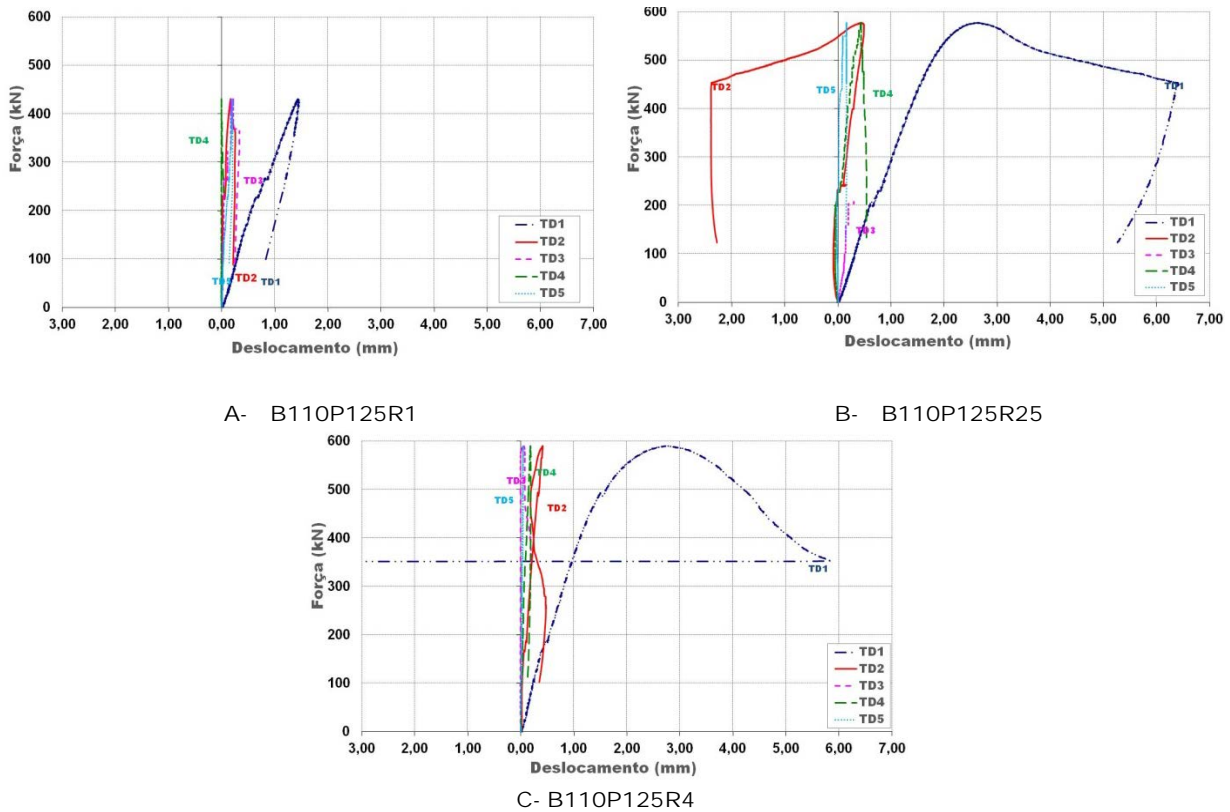 600
500
400
300
200
100
0
Força (kN)
TD4
TD3
TD5
TD2
TD1
TD1
TD2
TD3
TD4
TD5
3,00
2,00
1,00
0,00
1,00
2,00
3,00
4,00
5,00
6,00
7,00
Deslocamento (mm)
A- B110P125R1
600
500
400
300
200
100
0
Força (kN)
TD2
TD5
TD4
TD3
TD1
TD1
TD2
TD3
TD4
TD5
3,00
2,00
1,00
0,00
1,00
2,00
3,00
4,00
5,00
6,00
7,00
Deslocamento (mm)
B- B110P125R25
600
500
400
300
200
100
0
Força (kN)
TD3
TD4
TD5
TD2
TD1
TD1
TD2
TD3
TD4
TD5
3,00
2,00
1,00
0,00
1,00
2,00
3,00
4,00
5,00
6,00
7,00
Deslocamento (mm)
C- B110P125R4